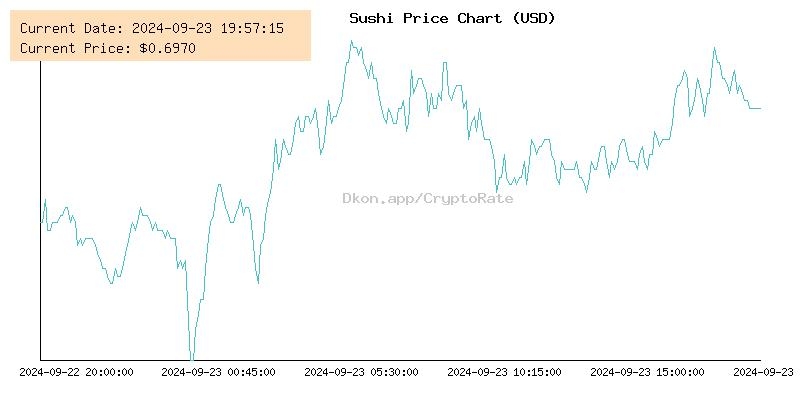 Sushi Price Chart (USD)
Current Date: 2024-09-23 19:57:15
Current Price: $0.6970
Dkon.app/CryptoRate
2024-09-22 20:00:00 2024-09-23 00:45:00 2024-09-23 05:30:00 2024-09-23 10:15:00 2024-09-23 15:00:00 2024-09-23